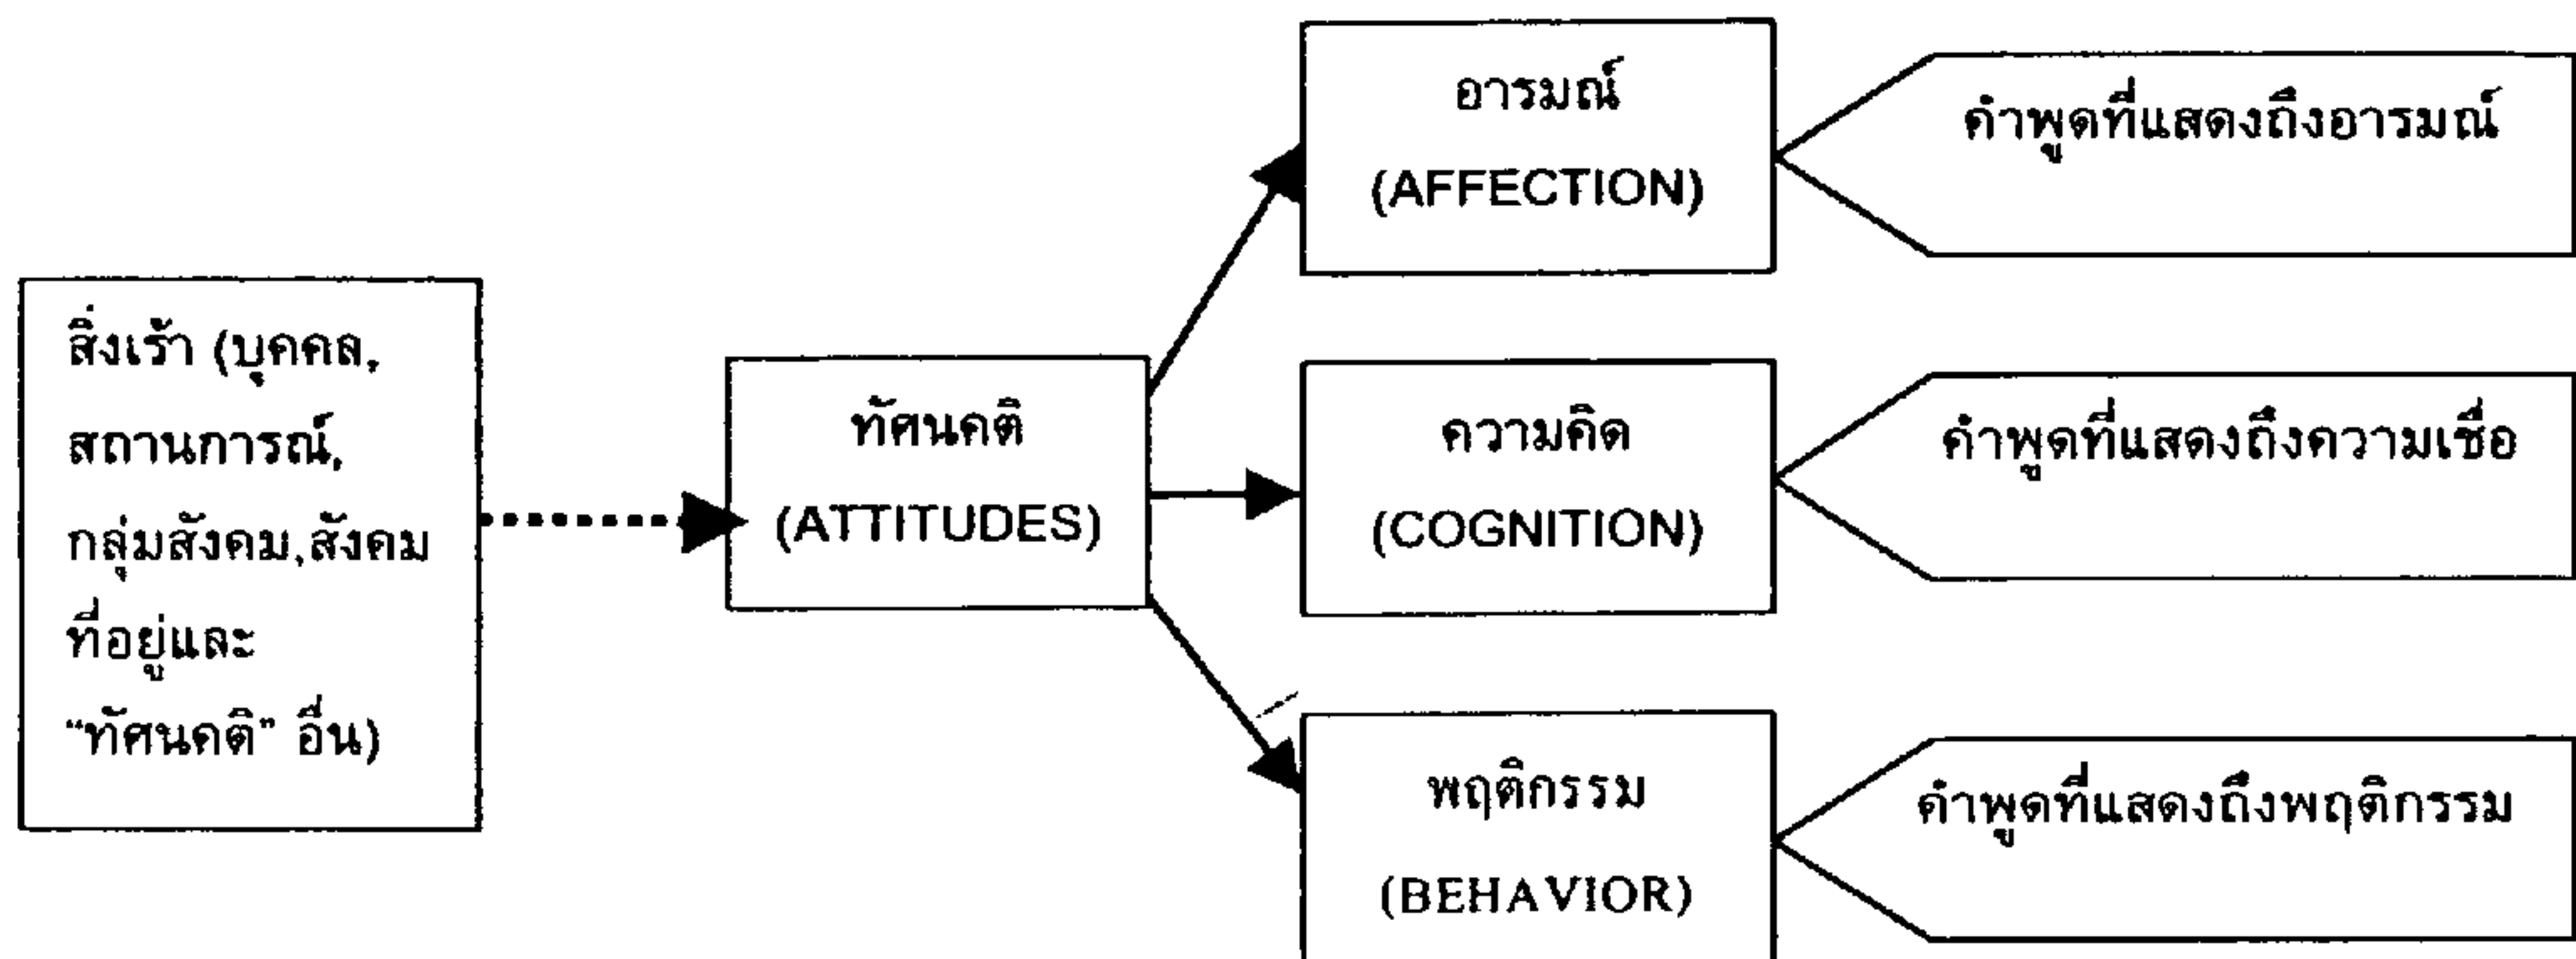 สิ่งเร้า (บุคคล,
สถานการณ์,
กลุ่มสังคม,สังคม
ที่อยู่และ
“ทัศนคติ” อื่น)
ทัศนคติ
(ATTITUDES)
อารมณ์
(AFFECTION)
คำพูดที่แสดงถึงอารมณ์
ความคิด
(COGNITION)
คำพูดที่แสดงถึงความเชื่อ
พฤติกรรม
(BEHAVIOR)
คำพูดที่แสดงถึงพฤติกรรม